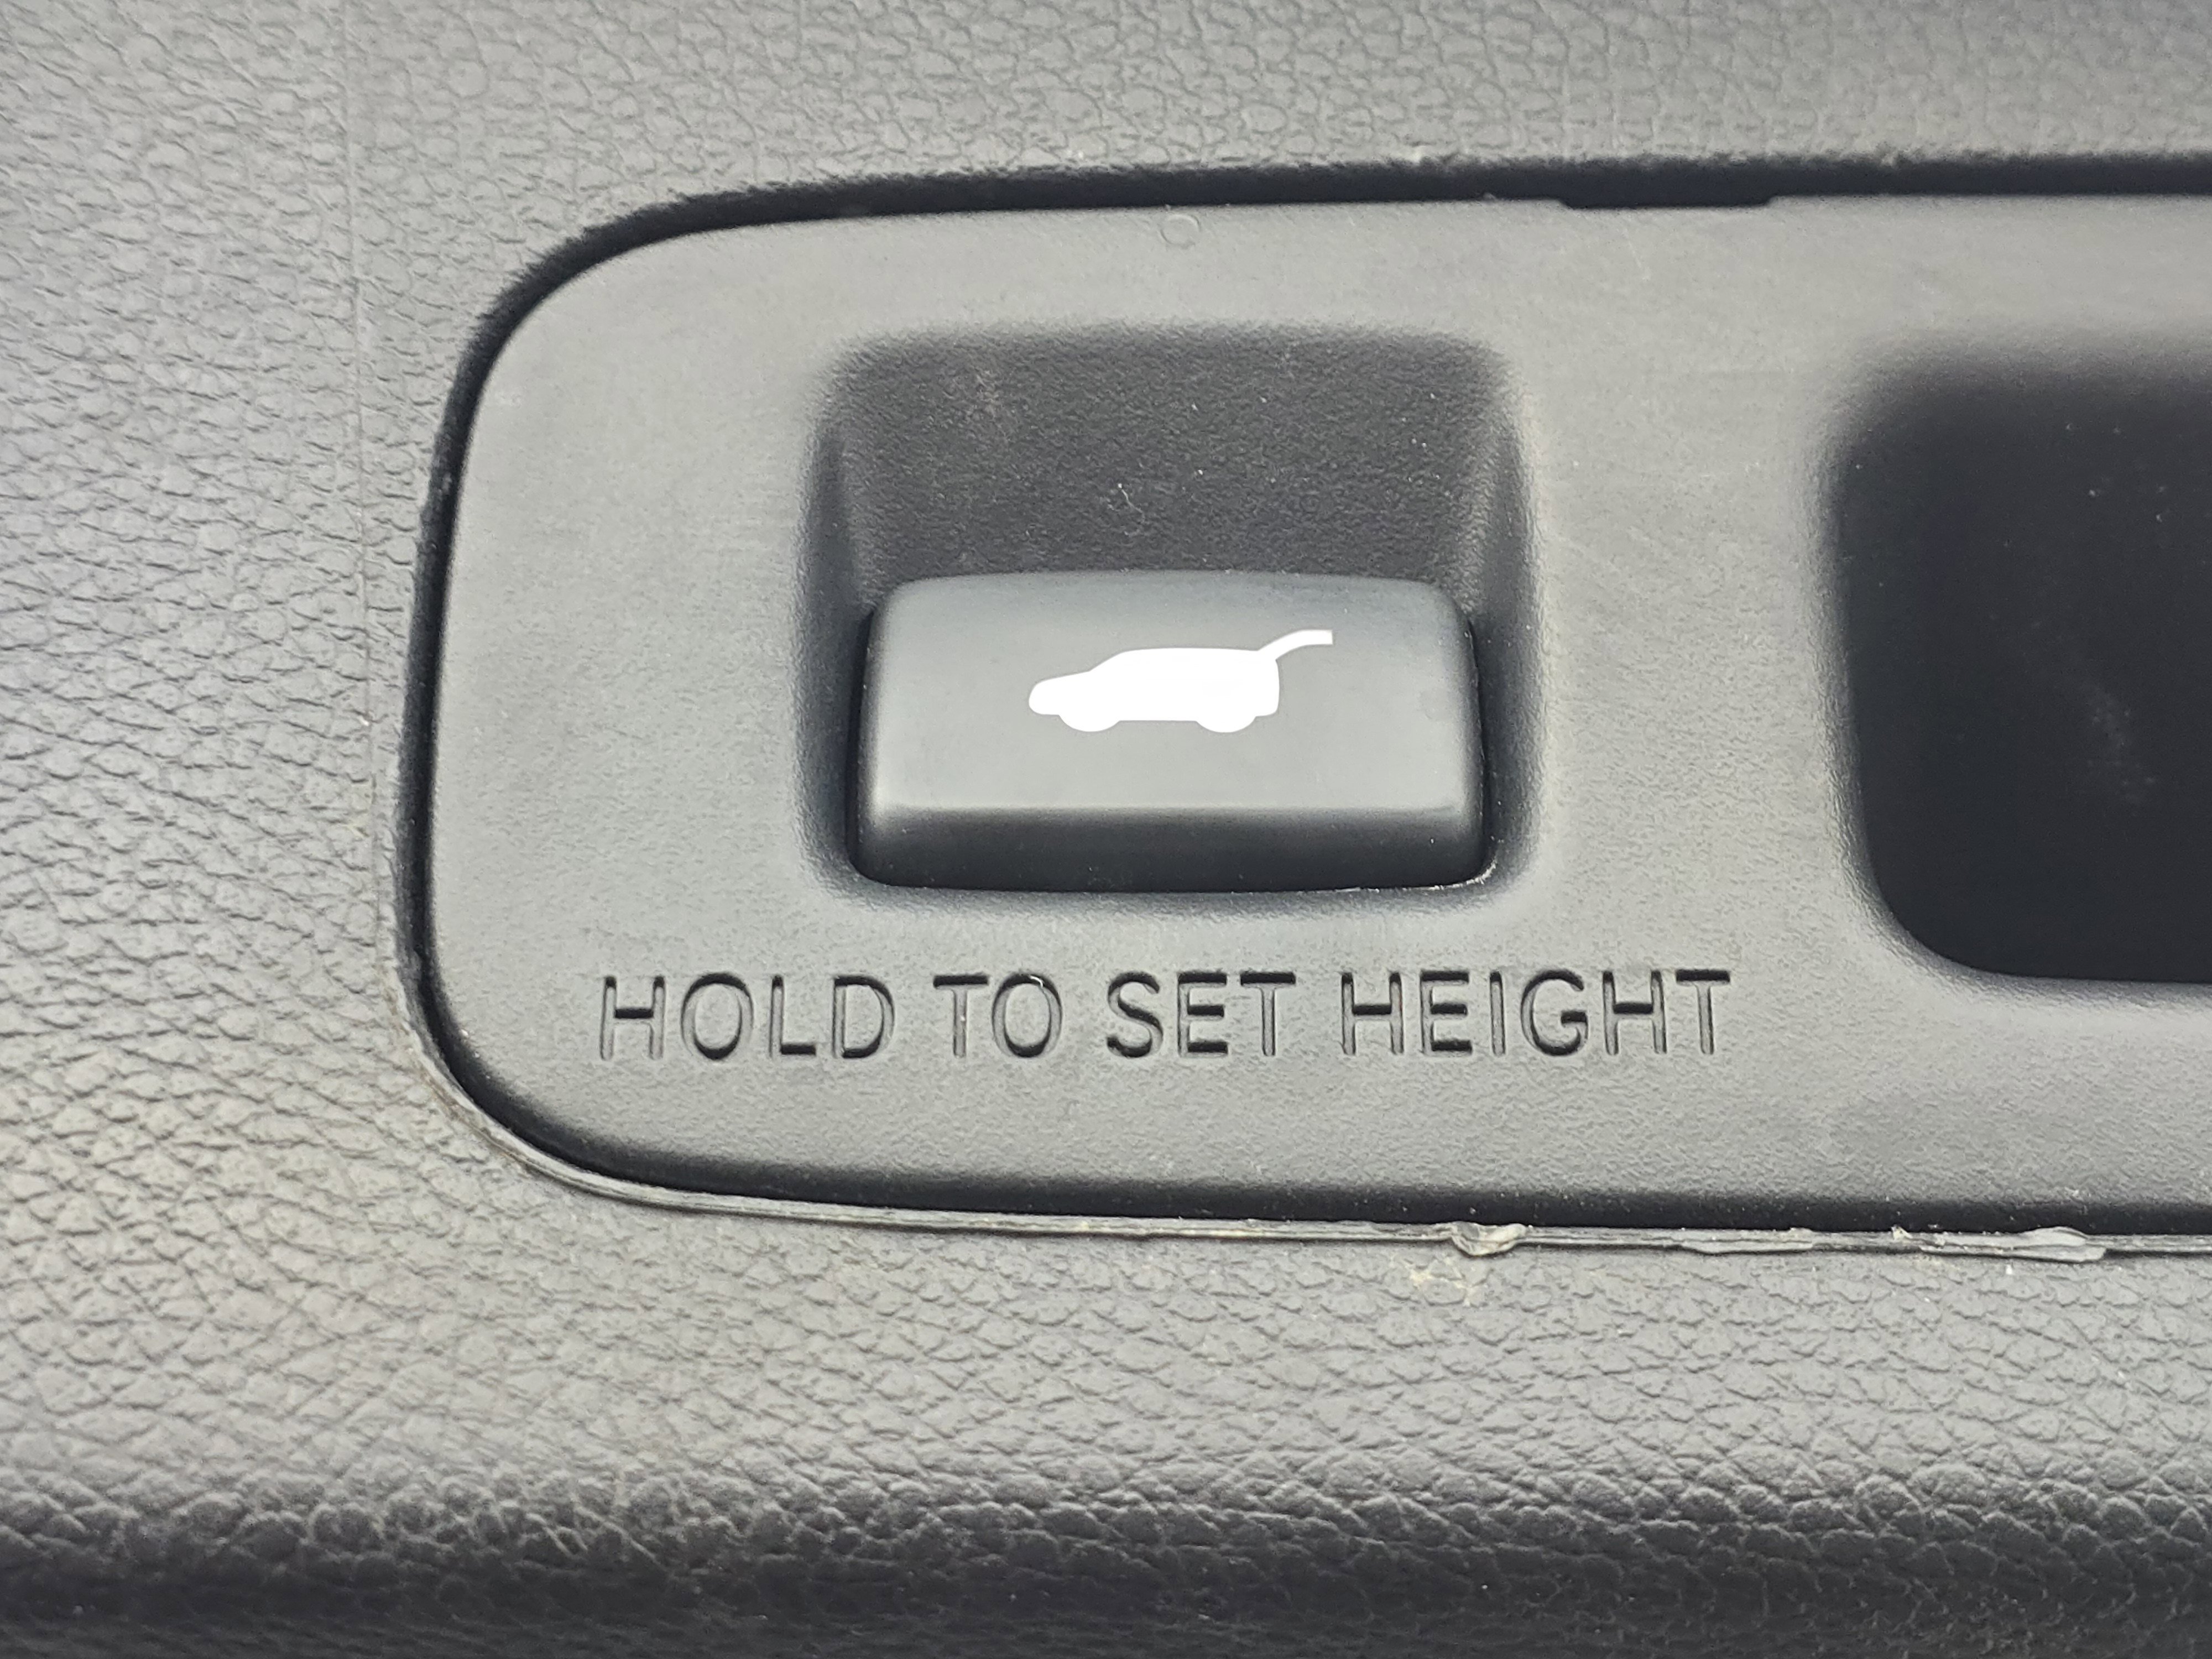 HOLD TO SET HEIGHT